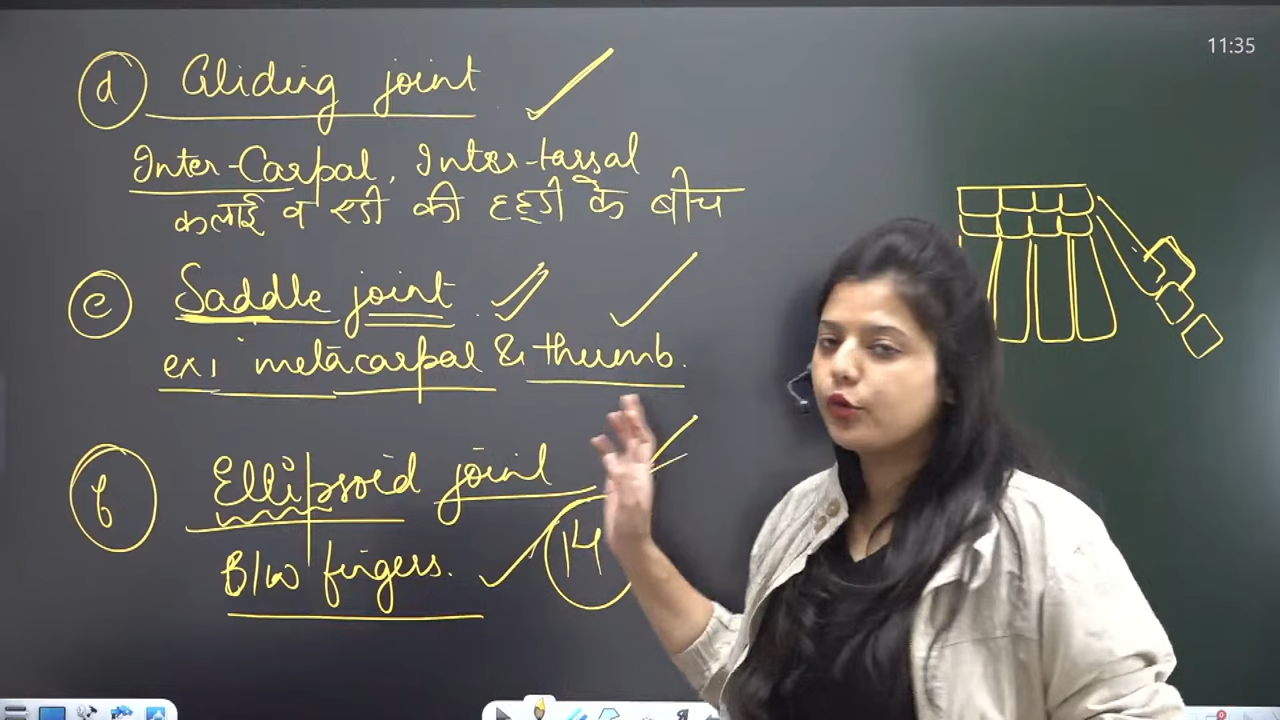 11:35
d Gliding joint
Inter-Carpal, Inter-tarsal
कलाई व एडी की हड्डी के बीच
e Saddle joint
ex: metacarpal & thumb.
f Ellipsoid joint
B/w fingers. 14